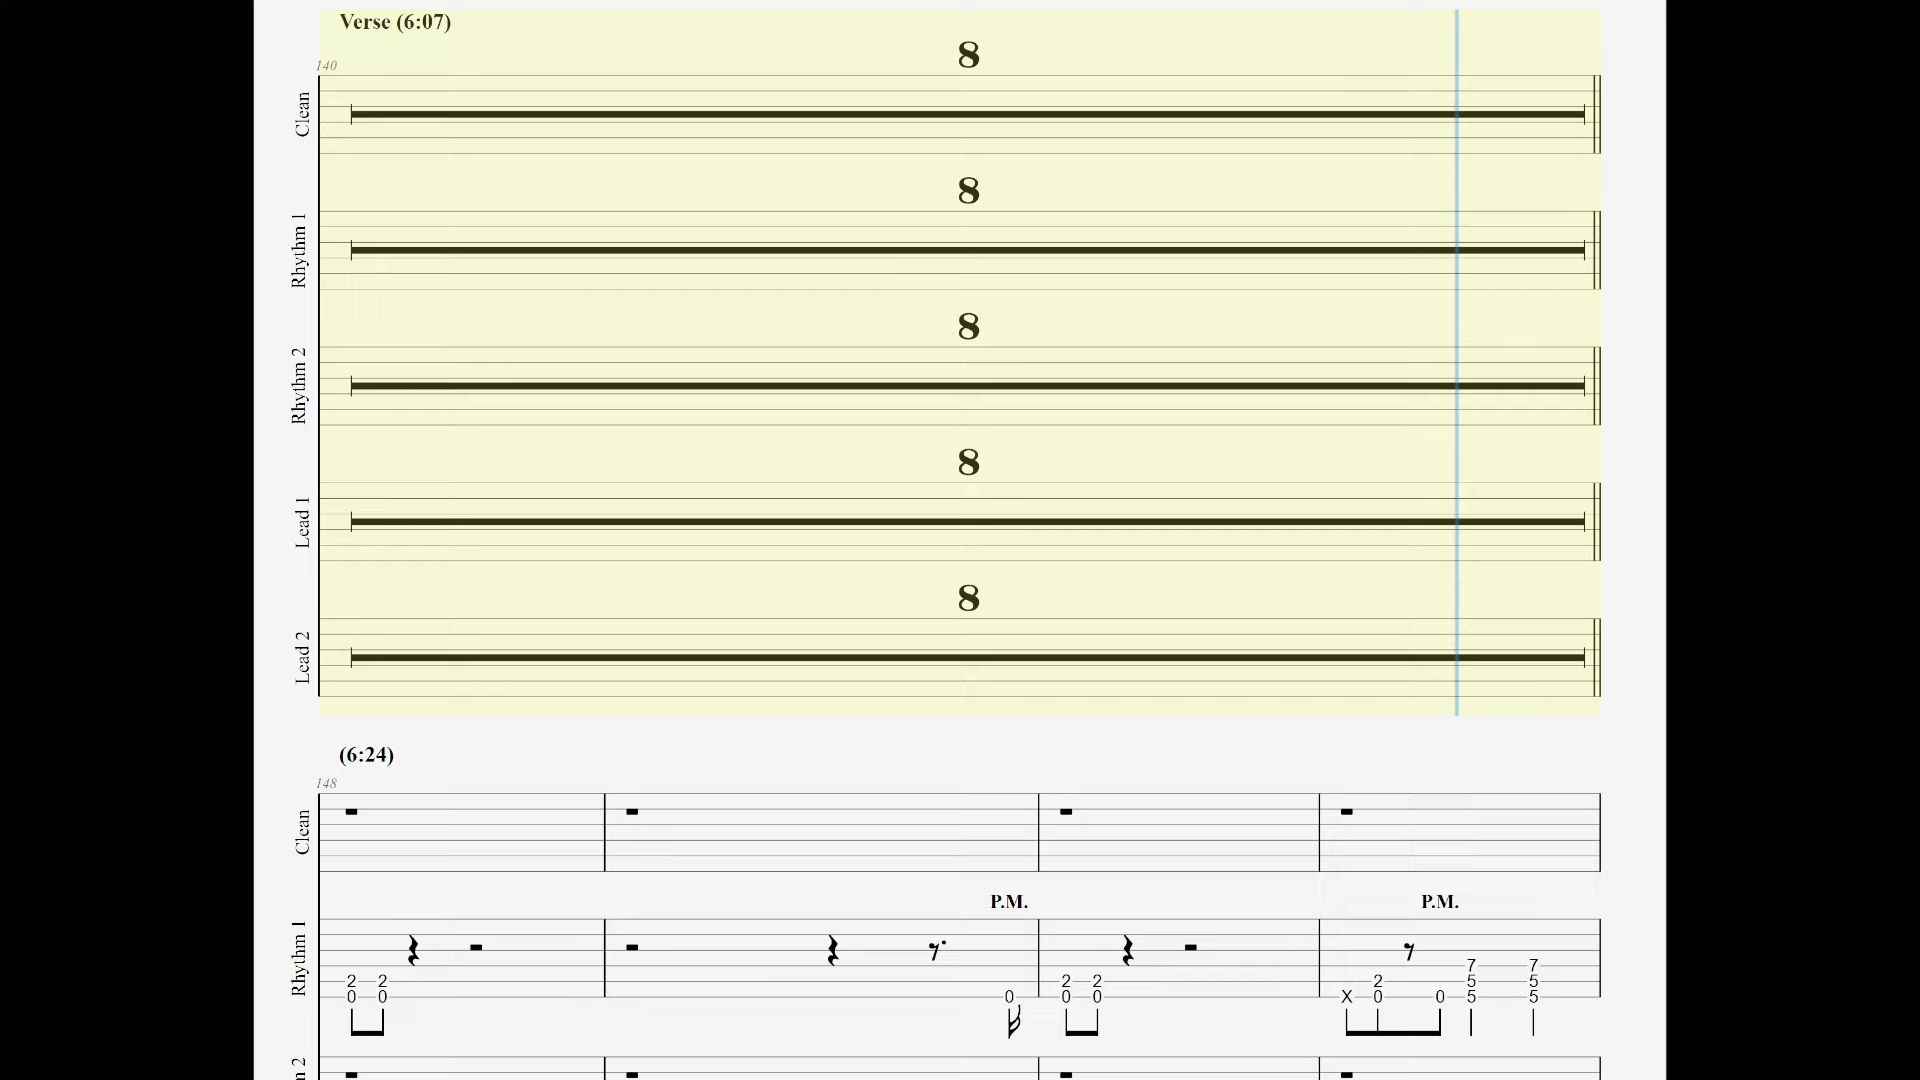 Verse (6:07)
140
8
Clean
8
Rhythm 1
8
Rhythm 2
8
Lead 1
8
Lead 2
(6:24)
148
Clean
P.M. P.M.
Rhythm 1
7 7
2 2 2 2 2 5 5
0 0 0 0 0 X 0 0 5 5
m 2